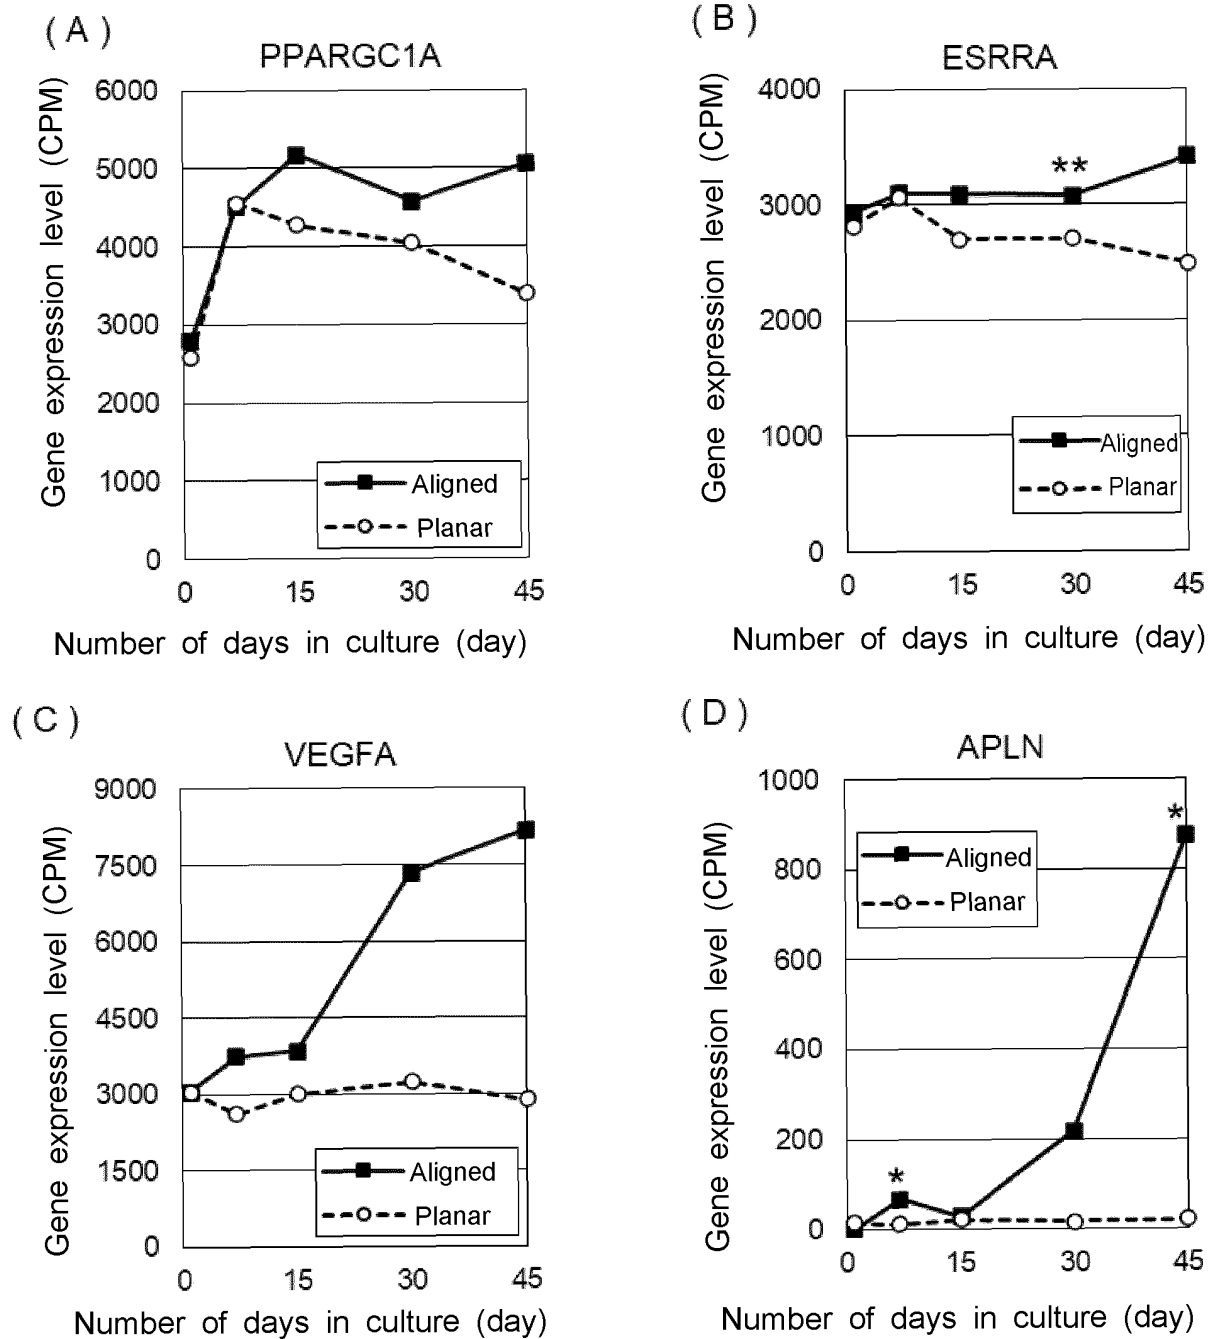 ( A )
PPARGC1A
Gene expression level (CPM)
6000
5000
4000
3000
2000
1000
0
Aligned
Planar
0 15 30 45
Number of days in culture (day)
( B )
ESRRA
Gene expression level (CPM)
4000
3000
2000
1000
0
**
Aligned
Planar
0 15 30 45
Number of days in culture (day)
( C )
VEGFA
Gene expression level (CPM)
9000
7500
6000
4500
3000
1500
0
Aligned
Planar
0 15 30 45
Number of days in culture (day)
( D )
APLN
Gene expression level (CPM)
1000
800
600
400
200
0
*
Aligned
Planar
*
0 15 30 45
Number of days in culture (day)